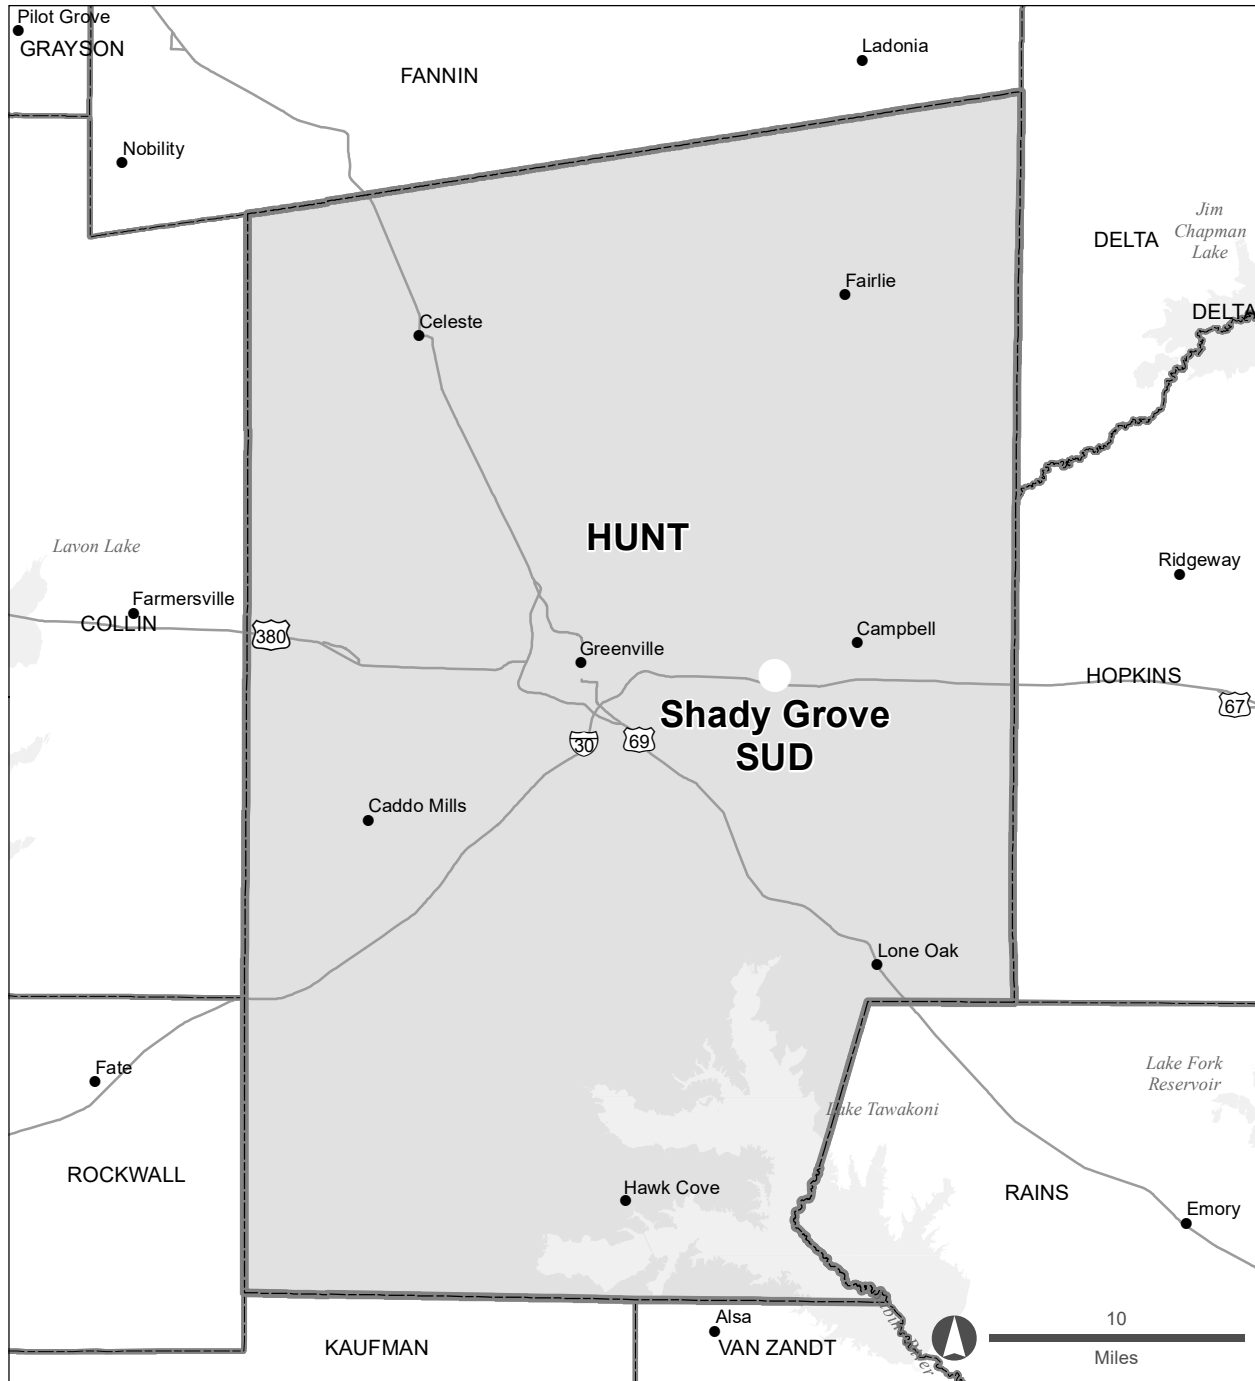 Pilot Grove
GRAYSON
Ladonia
FANNIN
Nobility
Jim
Chapman
Lake
DELTA
Fairlie
DELTA
Celeste
HUNT
Lavon Lake
Ridgeway
Farmersville
COLLIN
380
Campbell
Greenville
HOPKINS
67
Shady Grove
SUD
30
69
Caddo Mills
Lone Oak
Fate
Lake Fork
Reservoir
Lake Tawakoni
ROCKWALL
Hawk Cove
RAINS
Emory
Alsa
KAUFMAN
VAN ZANDT
River
10
Miles